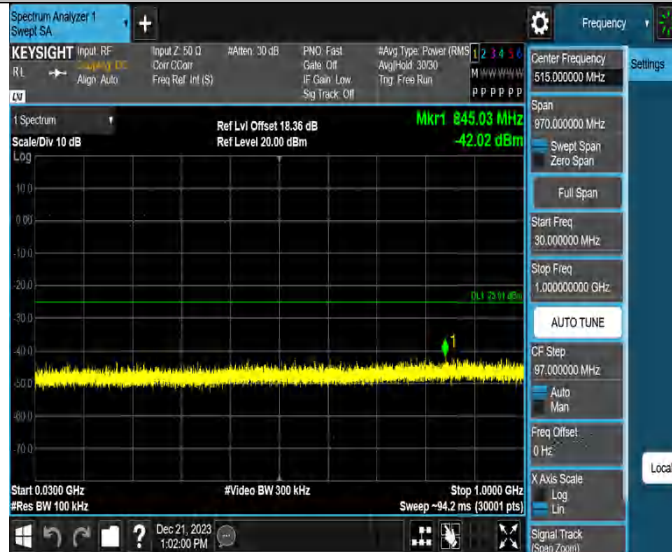 Spectrum Analyzer 1
Swept SA
+
Frequency
KEYSIGHT
Input: RF
Coupling: DC
Align: Auto
Input Z: 50 Ω
Corr CCorr
Freq Ref: Int (S)
#Atten: 30 dB
PNO: Fast
Gate: Off
IF Gain: Low
Sig Track: Off
#Avg Type: Power (RMS
Avg|Hold: 30/30
Trig: Free Run
1 2 3 4 5 6
M W W W W W
P P P P P P
RL
1 Spectrum
Scale/Div 10 dB
Ref Lvl Offset 18.36 dB
Ref Level 20.00 dBm
Mkr1 845.03 MHz
-42.02 dBm
Log
10.0
0.00
-10.0
-20.0
-30.0
-40.0
-50.0
-60.0
-70.0
1
Start 0.0300 GHz
#Res BW 100 kHz
#Video BW 300 kHz
Stop 1.0000 GHz
Sweep ~94.2 ms (30001 pts)
?
Dec 21, 2023
1:02:00 PM
Center Frequency
515.000000 MHz
Settings
Span
970.000000 MHz
Swept Span
Zero Span
Full Span
Start Freq
30.000000 MHz
Stop Freq
1.000000000 GHz
AUTO TUNE
CF Step
97.000000 MHz
Auto
Man
Freq Offset
0 Hz
X Axis Scale
Log
Lin
Local
Signal Track
(Span Zoom)